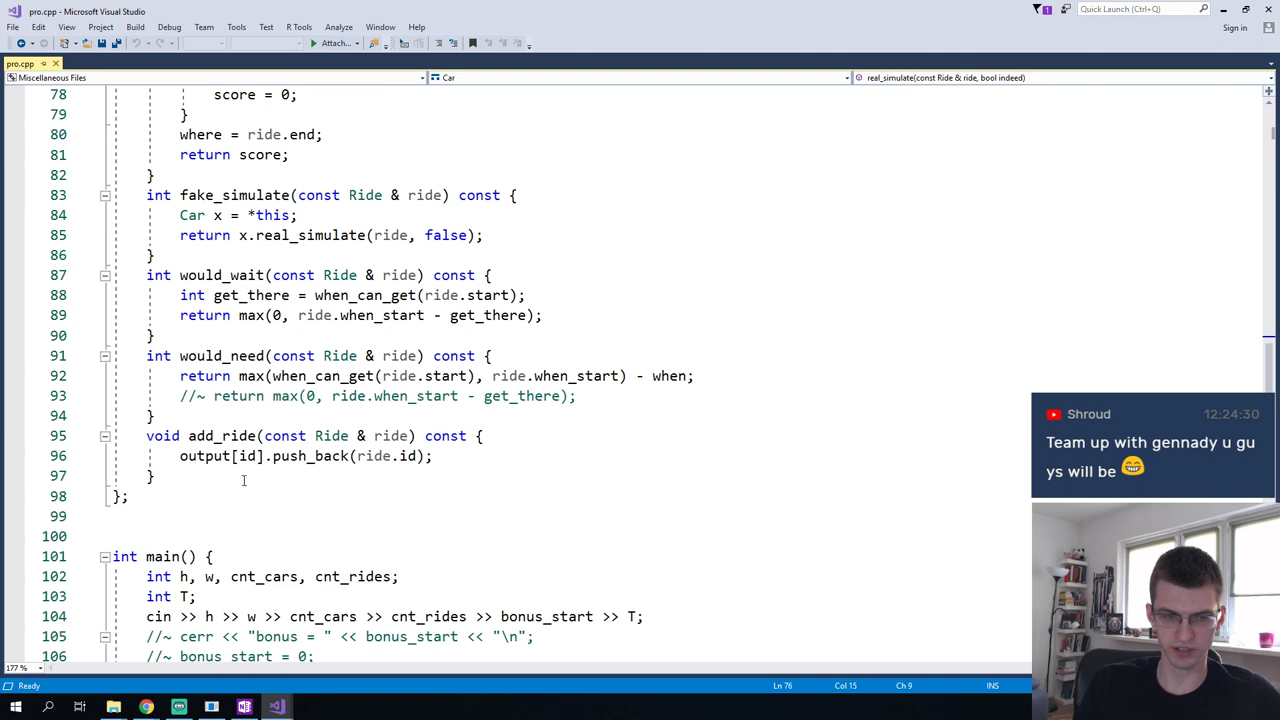 pro.cpp - Microsoft Visual Studio
1
Quick Launch (Ctrl+Q)
File Edit View Project Build Debug Team Tools Test R Tools Analyze Window Help
Sign in
Attach...
pro.cpp
Miscellaneous Files
Car
real_simulate(const Ride & ride, bool indeed)
78 score = 0;
79 }
80 where = ride.end;
81 return score;
82 }
83 int fake_simulate(const Ride & ride) const {
84 Car x = *this;
85 return x.real_simulate(ride, false);
86 }
87 int would_wait(const Ride & ride) const {
88 int get_there = when_can_get(ride.start);
89 return max(0, ride.when_start - get_there);
90 }
91 int would_need(const Ride & ride) const {
92 return max(when_can_get(ride.start), ride.when_start) - when;
93 //~ return max(0, ride.when_start - get_there);
94 }
95 void add_ride(const Ride & ride) const {
96 output[id].push_back(ride.id);
97 }
98 };
99
100
101 int main() {
102 int h, w, cnt_cars, cnt_rides;
103 int T;
104 cin >> h >> w >> cnt_cars >> cnt_rides >> bonus_start >> T;
105 //~ cerr << "bonus = " << bonus_start << "\n";
106 //~ bonus_start = 0;
Shroud 12:24:30
Team up with gennady u gu
ys will be 😁
177 %
Ready
Ln 76 Col 15 Ch 9 INS